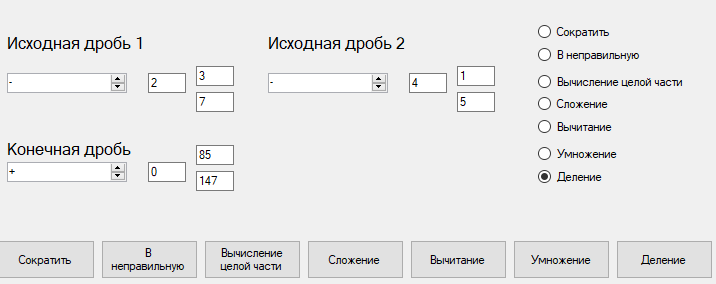 Исходная дробь 1
- 2 3
7
Исходная дробь 2
- 4 1
5
Конечная дробь
+ 0 85
147
Сократить
В неправильную
Вычисление целой части
Сложение
Вычитание
Умножение
Деление
Сократить
В
неправильную
Вычисление
целой части
Сложение
Вычитание
Умножение
Деление